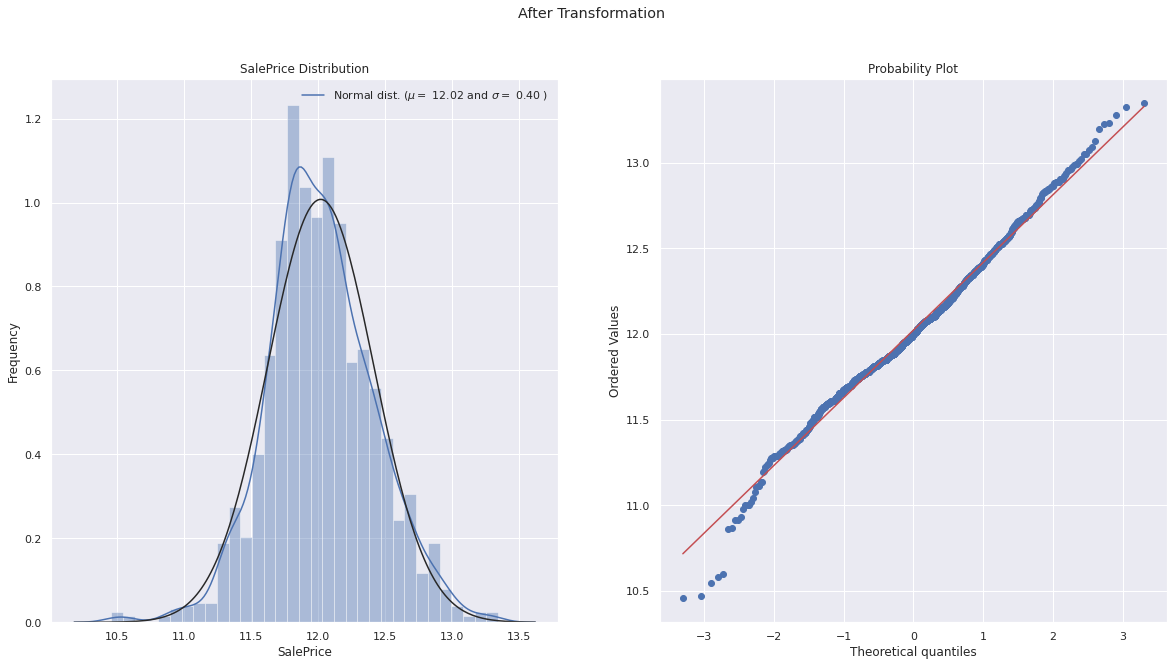 After Transformation
SalePrice Distribution
Normal dist. (μ = 12.02 and σ = 0.40 )
Frequency
1.2
1.0
0.8
0.6
0.4
0.2
0.0
10.5 11.0 11.5 12.0 12.5 13.0 13.5
SalePrice
Probability Plot
Ordered Values
13.0
12.5
12.0
11.5
11.0
10.5
−3 −2 −1 0 1 2 3
Theoretical quantiles